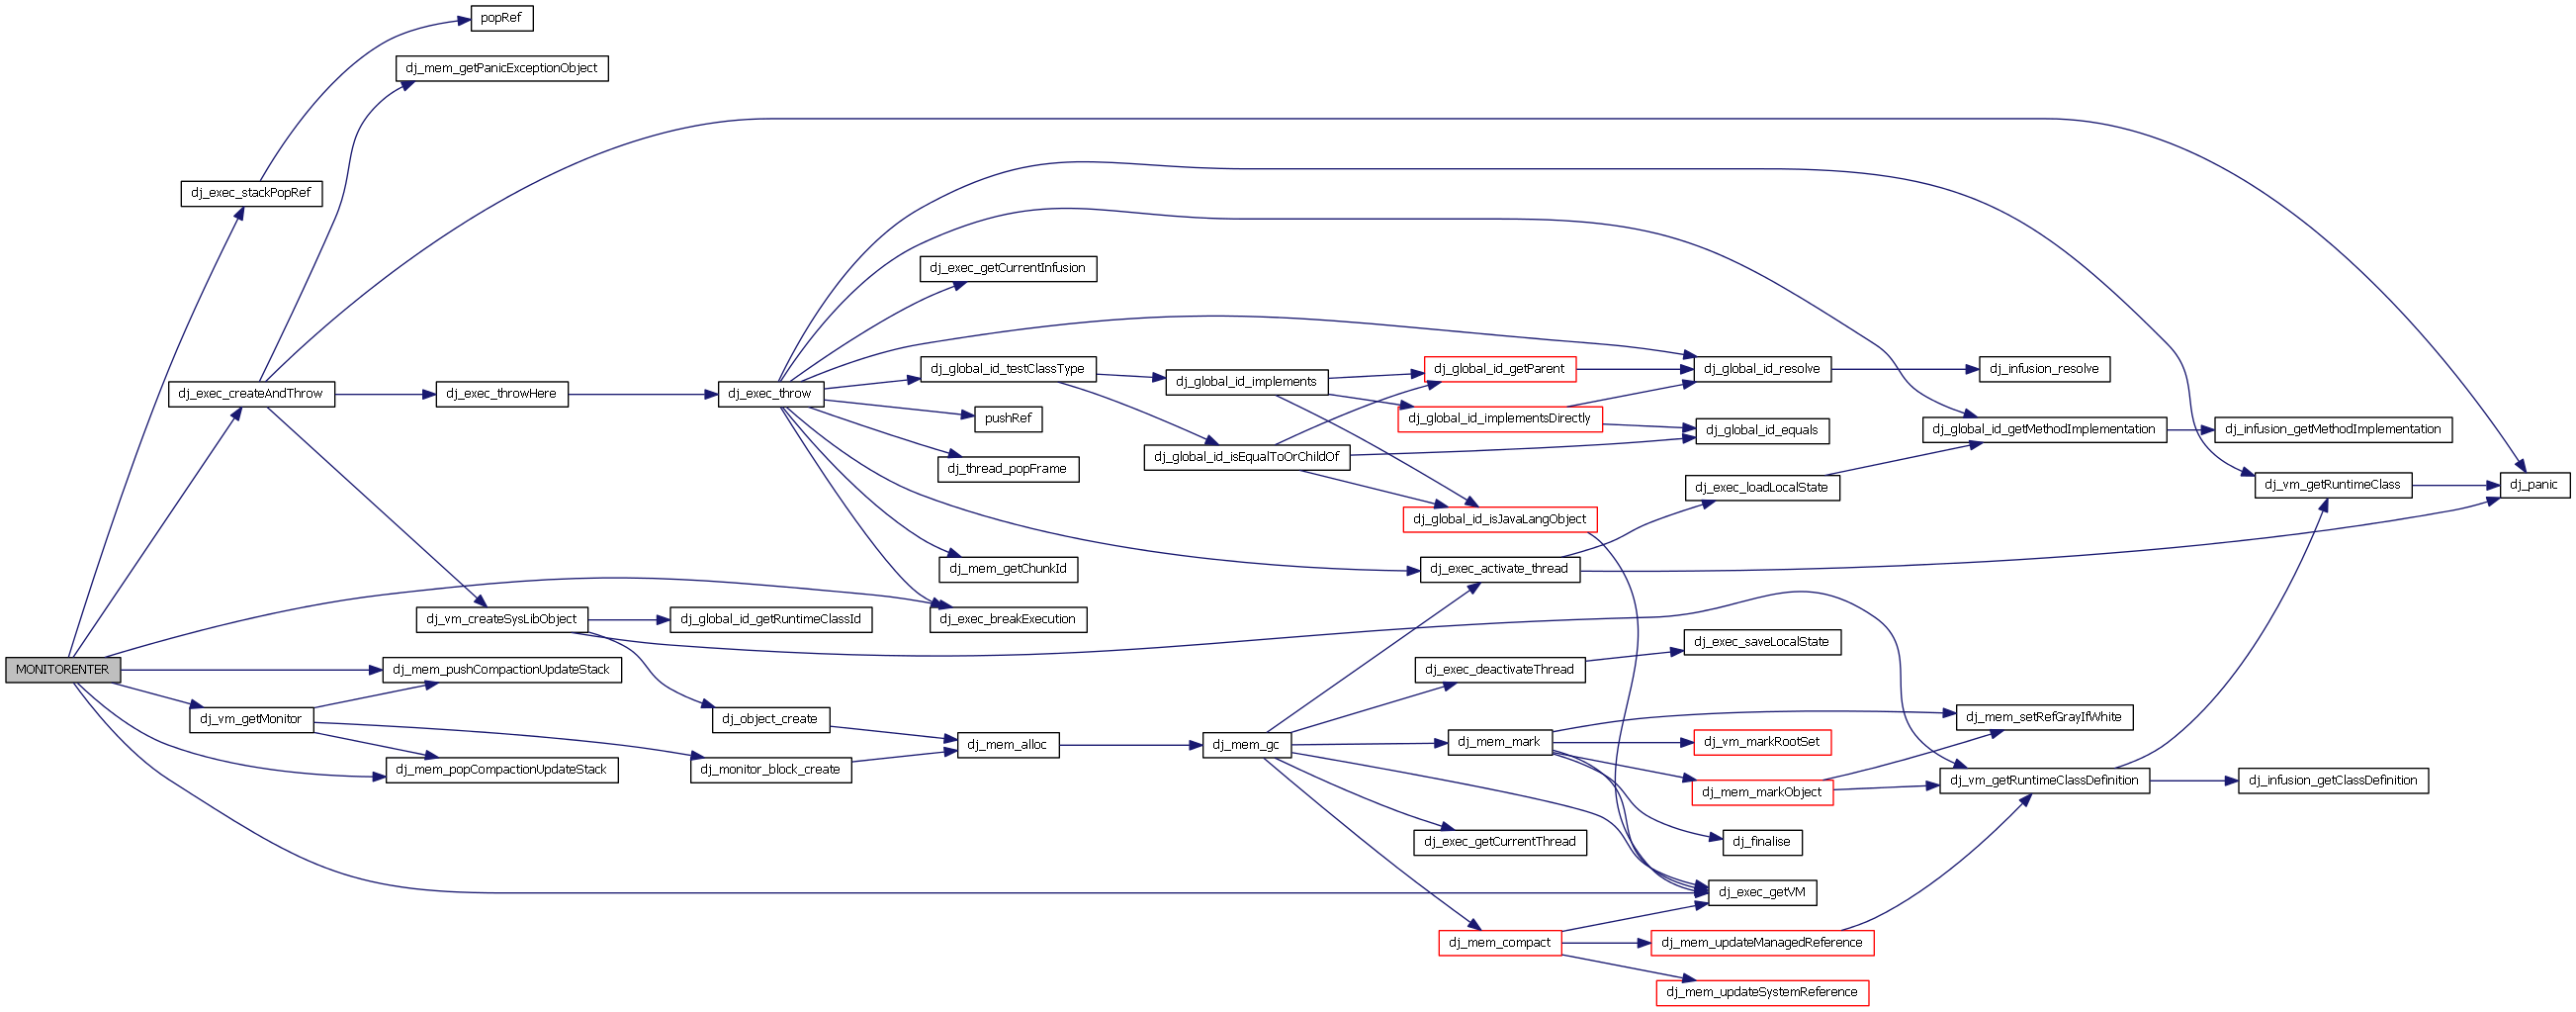 popRef
dj_mem_getPanicExceptionObject
dj_exec_stackPopRef
dj_exec_getCurrentInfusion
dj_global_id_testClassType
dj_global_id_implements
dj_global_id_getParent
dj_global_id_resolve
dj_infusion_resolve
dj_exec_createAndThrow
dj_exec_throwHere
dj_exec_throw
pushRef
dj_global_id_implementsDirectly
dj_global_id_equals
dj_global_id_getMethodImplementation
dj_infusion_getMethodImplementation
dj_thread_popFrame
dj_global_id_isEqualToOrChildOf
dj_exec_loadLocalState
dj_vm_getRuntimeClass
dj_panic
dj_global_id_isJavaLangObject
dj_mem_getChunkId
dj_exec_activate_thread
dj_vm_createSysLibObject
dj_global_id_getRuntimeClassId
dj_exec_breakExecution
dj_exec_saveLocalState
MONITORENTER
dj_mem_pushCompactionUpdateStack
dj_exec_deactivateThread
dj_vm_getMonitor
dj_object_create
dj_mem_setRefGrayIfWhite
dj_mem_alloc
dj_mem_gc
dj_mem_mark
dj_vm_markRootSet
dj_mem_popCompactionUpdateStack
dj_monitor_block_create
dj_mem_markObject
dj_vm_getRuntimeClassDefinition
dj_infusion_getClassDefinition
dj_exec_getCurrentThread
dj_finalise
dj_exec_getVM
dj_mem_compact
dj_mem_updateManagedReference
dj_mem_updateSystemReference